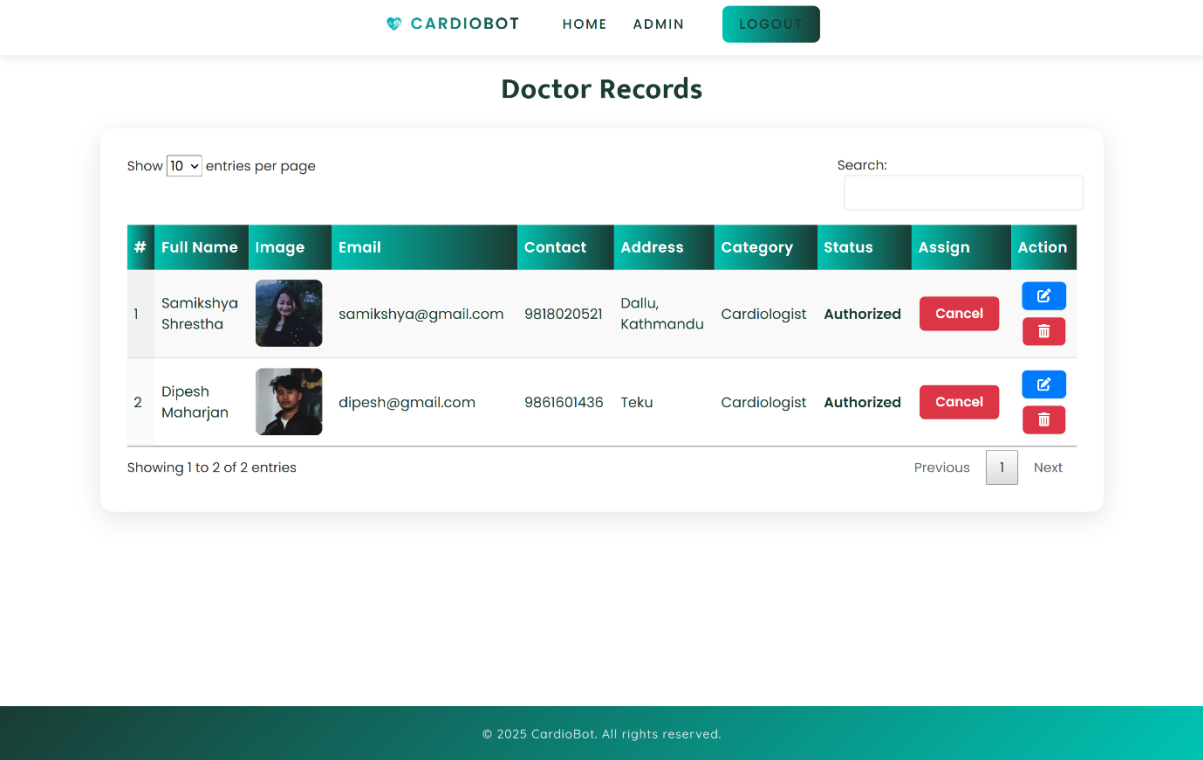 CARDIOBOT HOME ADMIN LOGOUT
Doctor Records
Show 10 entries per page
Search:
# Full Name Image Email Contact Address Category Status Assign Action
1 Samikshya Shrestha samikshya@gmail.com 9818020521 Dallu, Kathmandu Cardiologist Authorized Cancel
2 Dipesh Maharjan dipesh@gmail.com 9861601436 Teku Cardiologist Authorized Cancel
Showing 1 to 2 of 2 entries
Previous 1 Next
© 2025 CardioBot. All rights reserved.